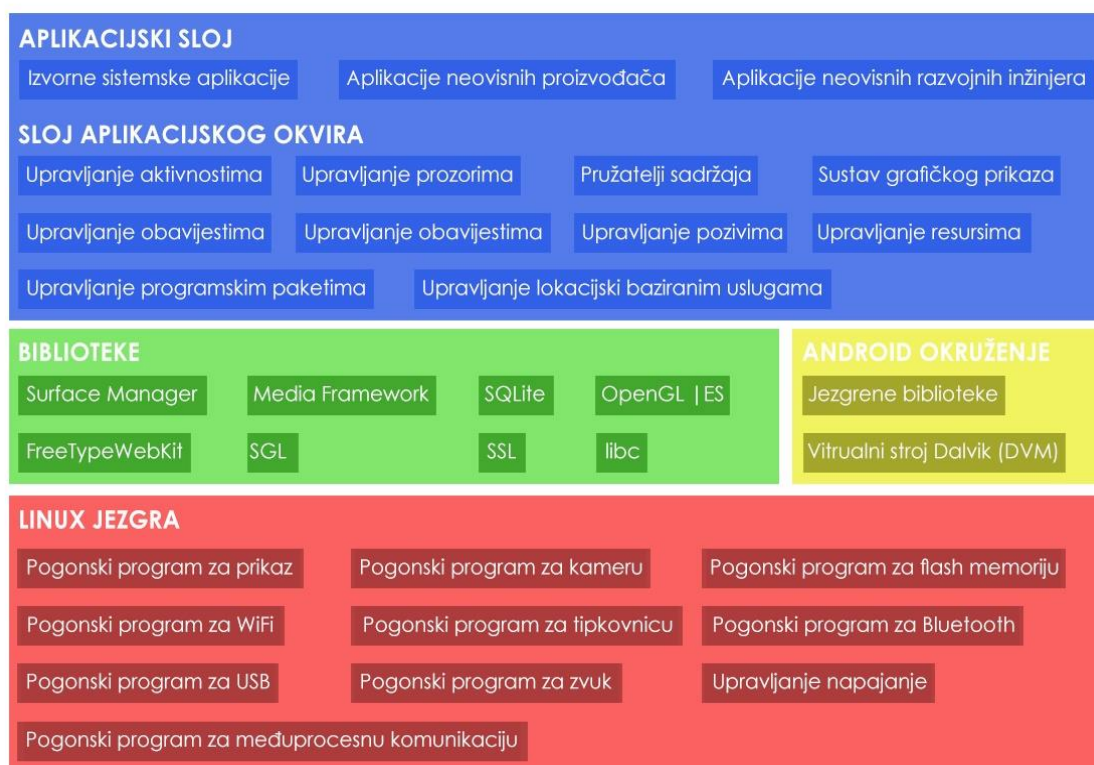 APLIKACIJSKI SLOJ
Izvorne sistemske aplikacije Aplikacije neovisnih proizvođača Aplikacije neovisnih razvojnih inžinjera
SLOJ APLIKACIJSKOG OKVIRA
Upravljanje aktivnostima Upravljanje prozorima Pružatelji sadržaja Sustav grafičkog prikaza
Upravljanje obavijestima Upravljanje obavijestima Upravljanje pozivima Upravljanje resursima
Upravljanje programskim paketima Upravljanje lokacijski baziranim uslugama
BIBLIOTEKE
Surface Manager Media Framework SQLite OpenGL |ES
FreeTypeWebKit SGL SSL libc
ANDROID OKRUŽENJE
Jezgrene biblioteke
Vitrualni stroj Dalvik (DVM)
LINUX JEZGRA
Pogonski program za prikaz Pogonski program za kameru Pogonski program za flash memoriju
Pogonski program za WiFi Pogonski program za tipkovnicu Pogonski program za Bluetooth
Pogonski program za USB Pogonski program za zvuk Upravljanje napajanje
Pogonski program za međuprocesnu komunikaciju